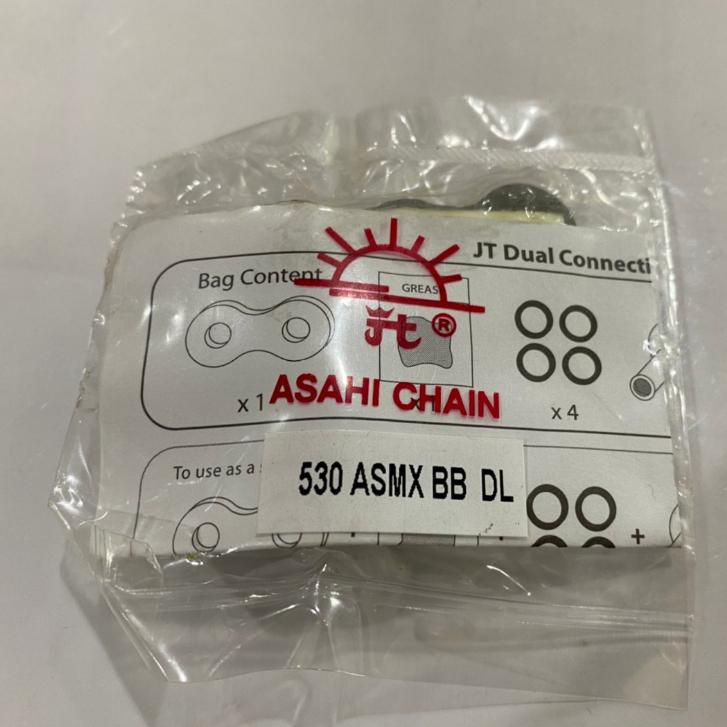 JT Dual Connecti
Bag Content
GREAS
Jt ®
x 1
ASAHI CHAIN
x 4
To use as a
530 ASMX BB DL
+